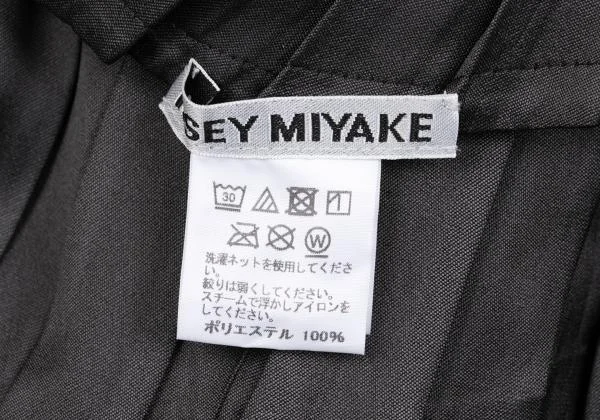 SEY MIYAKE
30
W
洗濯ネットを使用してくださ
い。
絞りは弱くしてください。
スチームで浮かしアイロンを
してください。
ポリエステル 100%